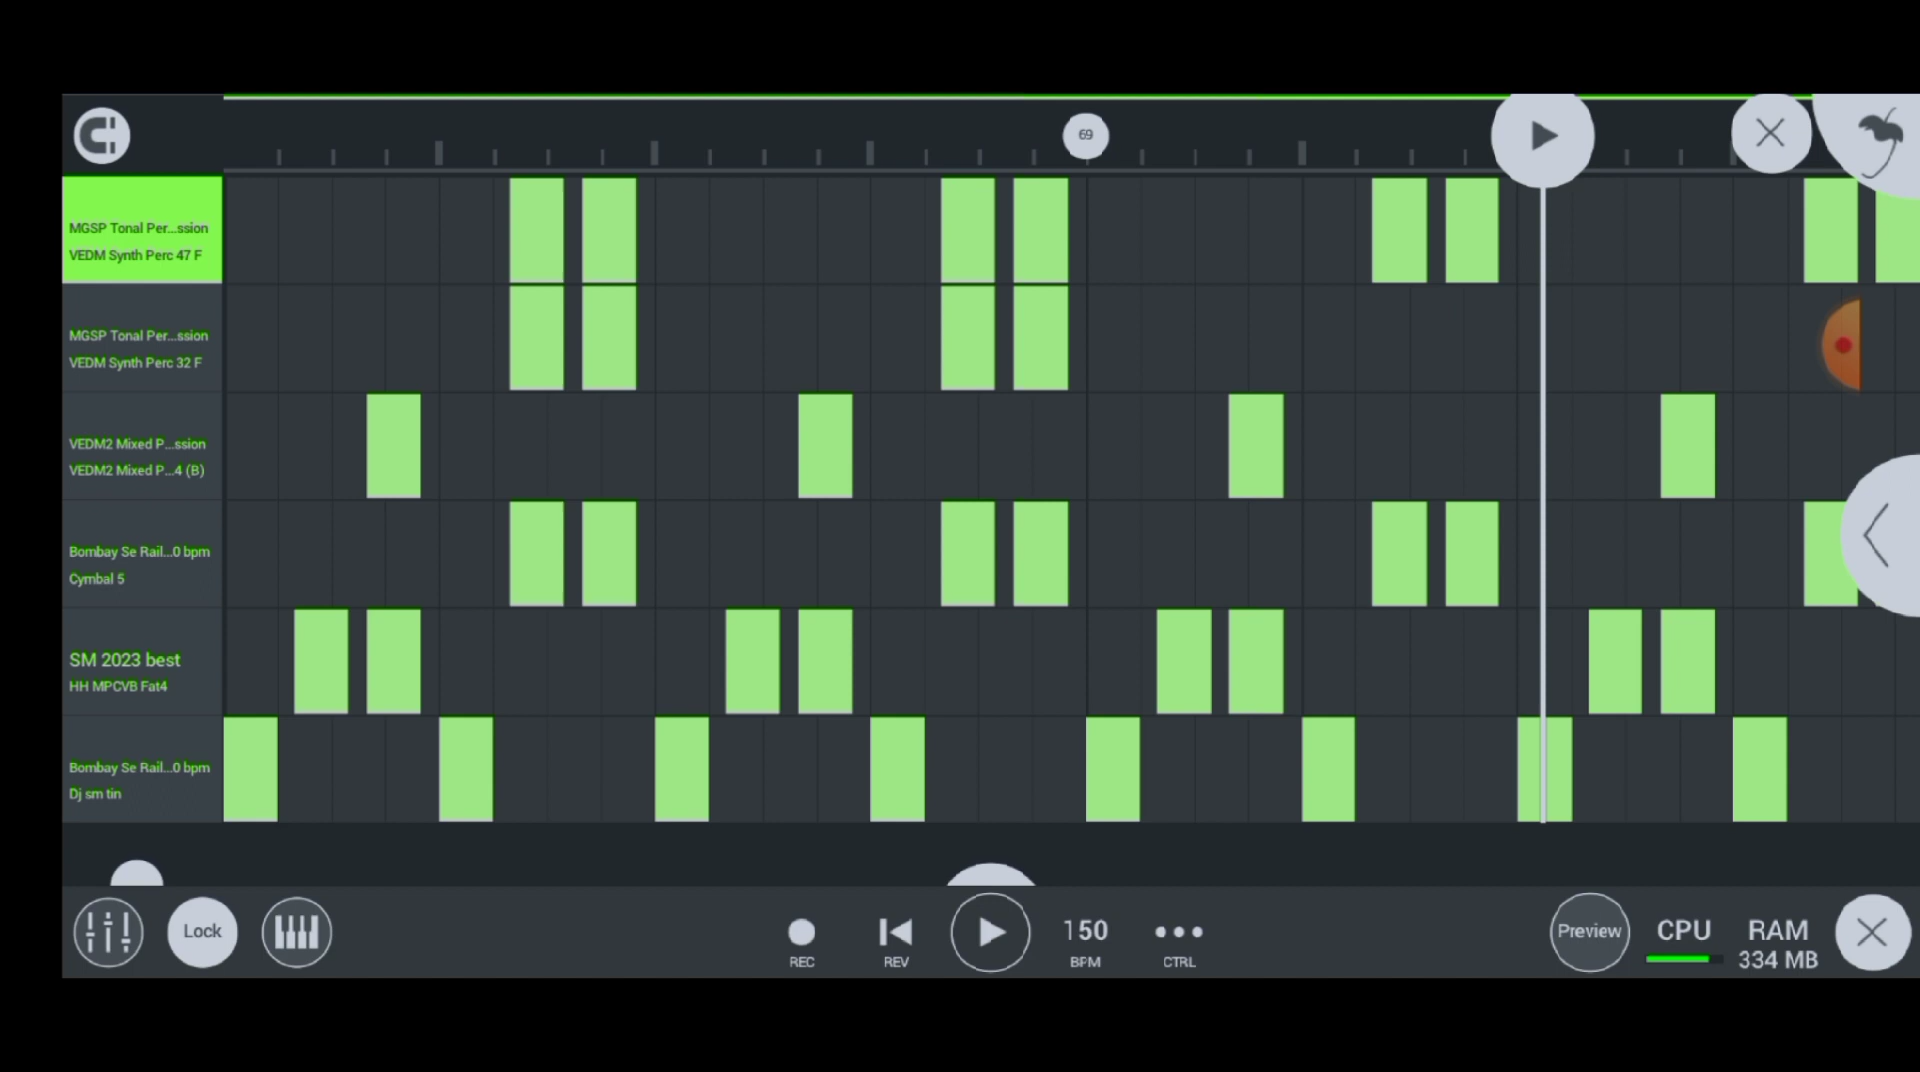 69
MGSP Tonal Per...ssion
VEDM Synth Perc 47 F
MGSP Tonal Per...ssion
VEDM Synth Perc 32 F
VEDM2 Mixed P...ssion
VEDM2 Mixed P...4 (B)
Bombay Se Rail...0 bpm
Cymbal 5
SM 2023 best
HH MPCVB Fat4
Bombay Se Rail...0 bpm
Dj sm tin
Lock
REC
REV
150
BPM
CTRL
Preview
CPU
RAM
334 MB